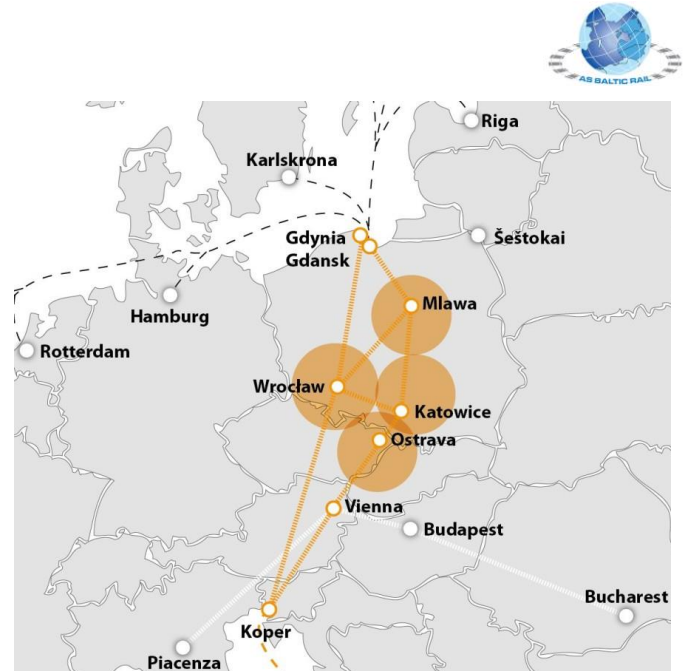 AS BALTIC RAIL
Riga
Karlskrona
Gdynia
Gdansk
Šeštokai
Mlawa
Hamburg
Rotterdam
Wrocław
Katowice
Ostrava
Vienna
Budapest
Bucharest
Koper
Piacenza